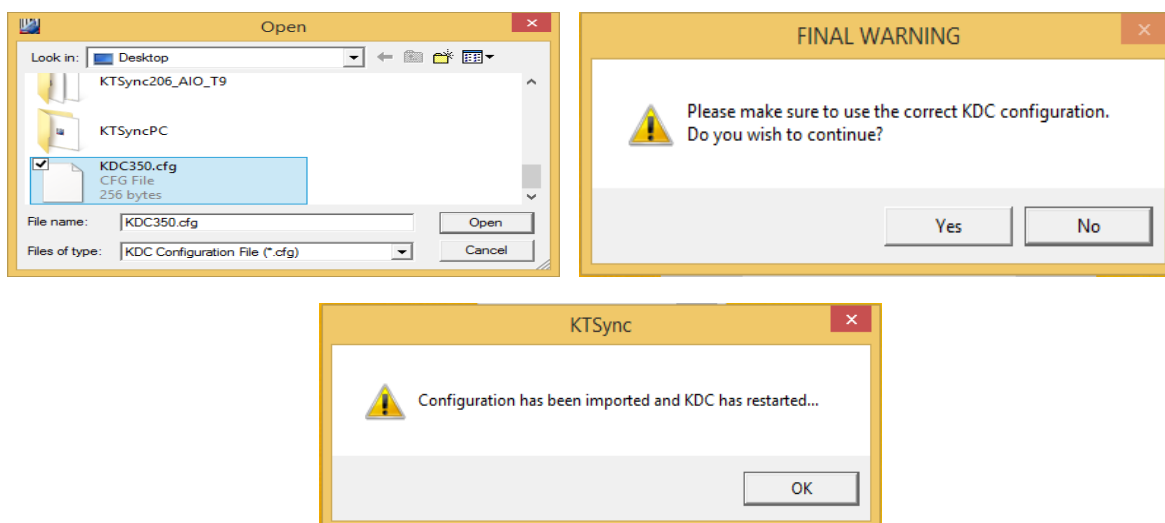 Open
Look in: Desktop
KTSync206_AIO_T9
KTSyncPC
KDC350.cfg
CFG File
256 bytes
File name: KDC350.cfg Open
Files of type: KDC Configuration File (*.cfg) Cancel
FINAL WARNING
Please make sure to use the correct KDC configuration.
Do you wish to continue?
Yes No
KTSync
Configuration has been imported and KDC has restarted...
OK